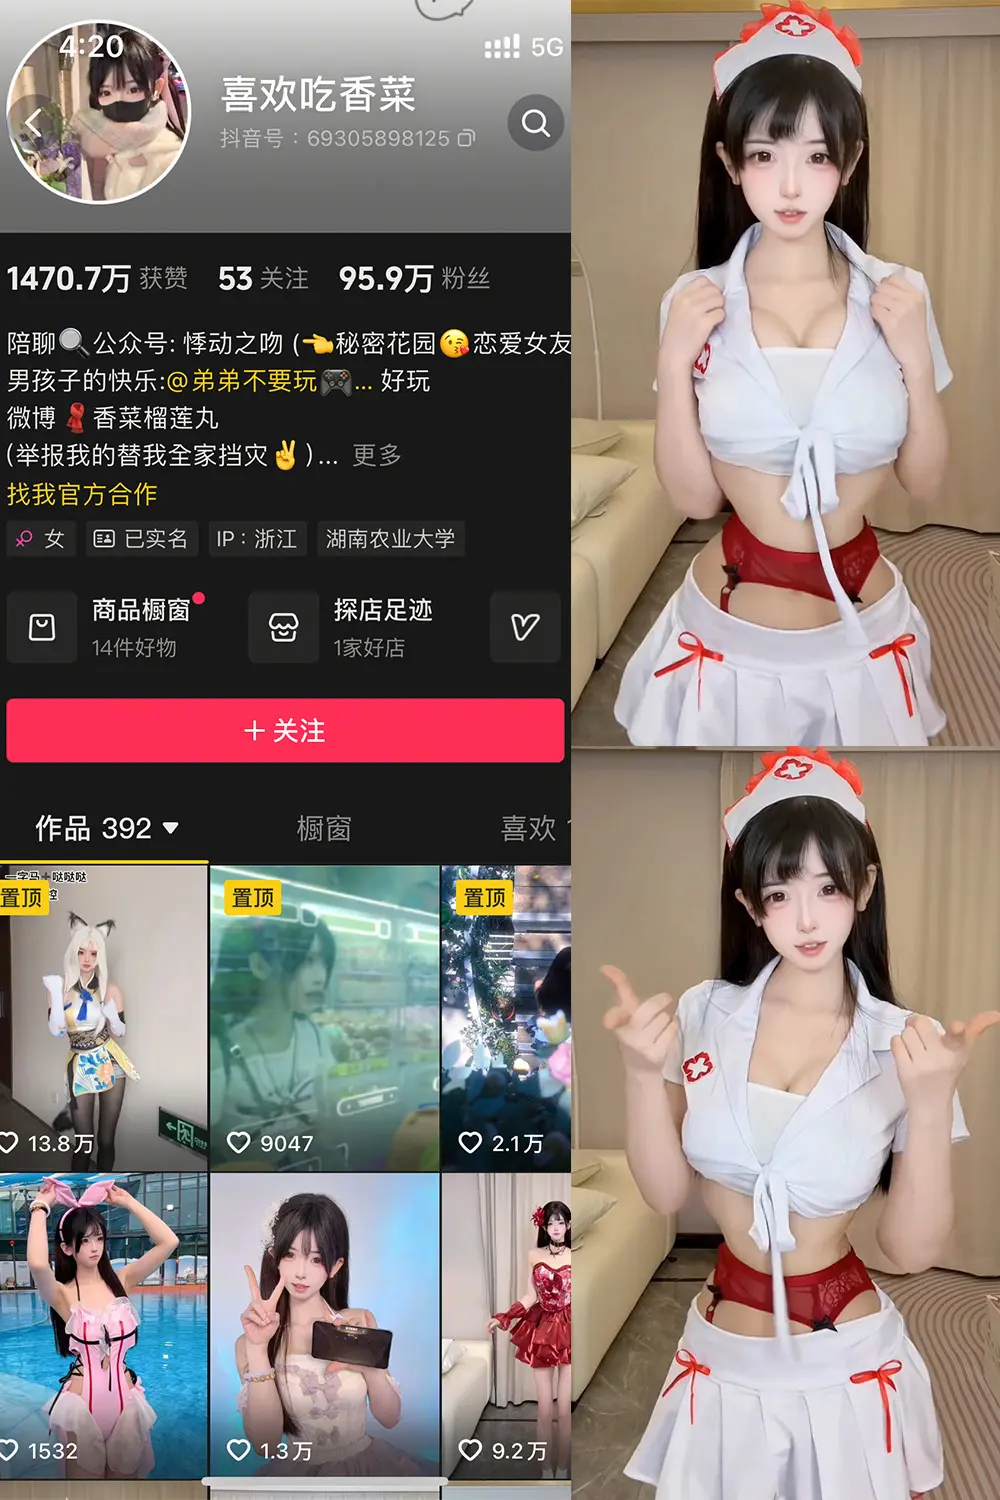 4:20
5G
喜欢吃香菜
抖音号：69305898125
1470.7万 获赞 53 关注 95.9万 粉丝
陪聊🔍公众号: 悸动之吻 (👈秘密花园😘恋爱女友
男孩子的快乐:@弟弟不要玩🎮... 好玩
微博🧣香菜榴莲丸
(举报我的替我全家挡灾✌️)... 更多
找我官方合作
女 已实名 IP：浙江 湖南农业大学
商品橱窗 探店足迹
14件好物 1家好店
+ 关注
作品 392 橱窗 喜欢
一字马+哒哒哒
控
置顶 置顶 置顶
13.8万 9047 2.1万
1532 1.3万 9.2万